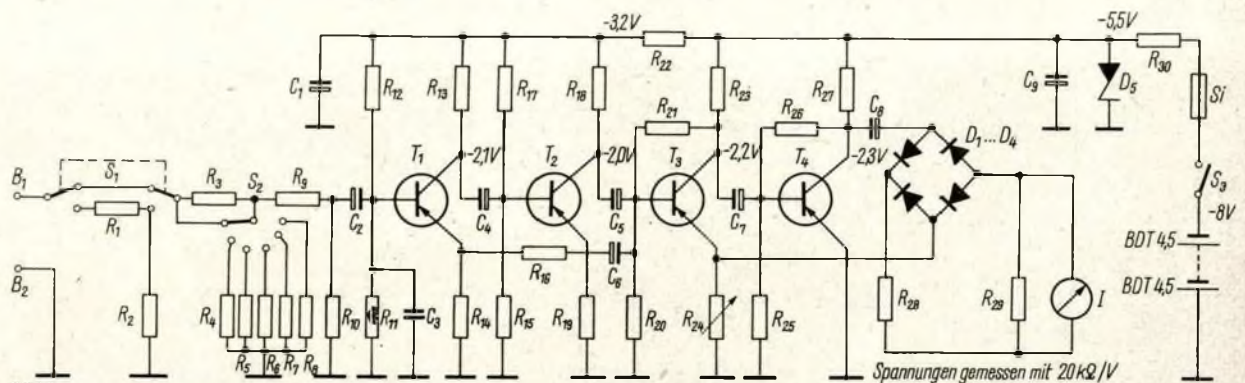 -3,2V
-5,5V
R22
R30
C1
R12
R13
R17
R18
R21
R23
R27
R26
C8
C9
D5
Si
D1...D4
S3
-8V
B1
S1
R3
S2
R9
R1
C2
T1
-2,1V
C4
T2
-2,0V
C5
T3
-2,2V
C7
T4
-2,3V
BDT 4,5
BDT 4,5
B2
R2
R16
C6
R4
R5
R6
R7
R8
R10
R11
C3
R14
R15
R19
R20
R24
R25
R28
R29
I
Spannungen gemessen mit 20kΩ/V